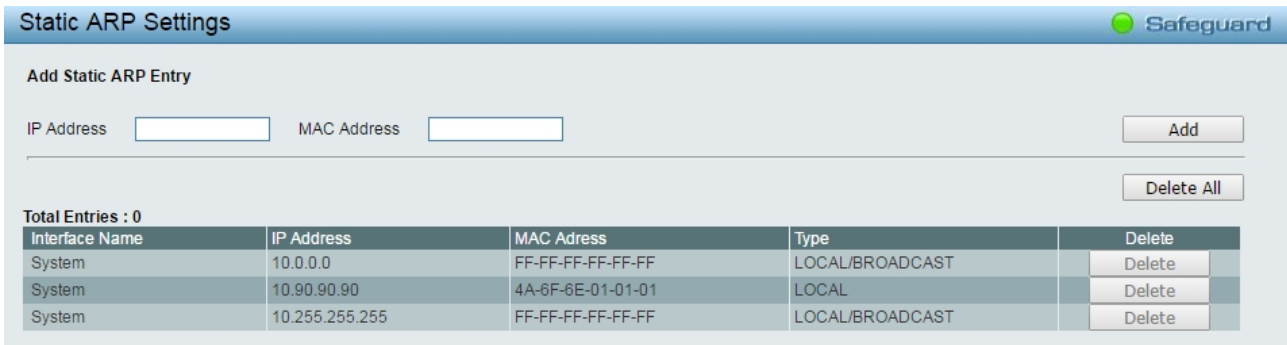 Static ARP Settings Safeguard
Add Static ARP Entry
IP Address MAC Address Add
Delete All
Total Entries : 0
Interface Name IP Address MAC Adress Type Delete
System 10.0.0.0 FF-FF-FF-FF-FF-FF LOCAL/BROADCAST Delete
System 10.90.90.90 4A-6F-6E-01-01-01 LOCAL Delete
System 10.255.255.255 FF-FF-FF-FF-FF-FF LOCAL/BROADCAST Delete